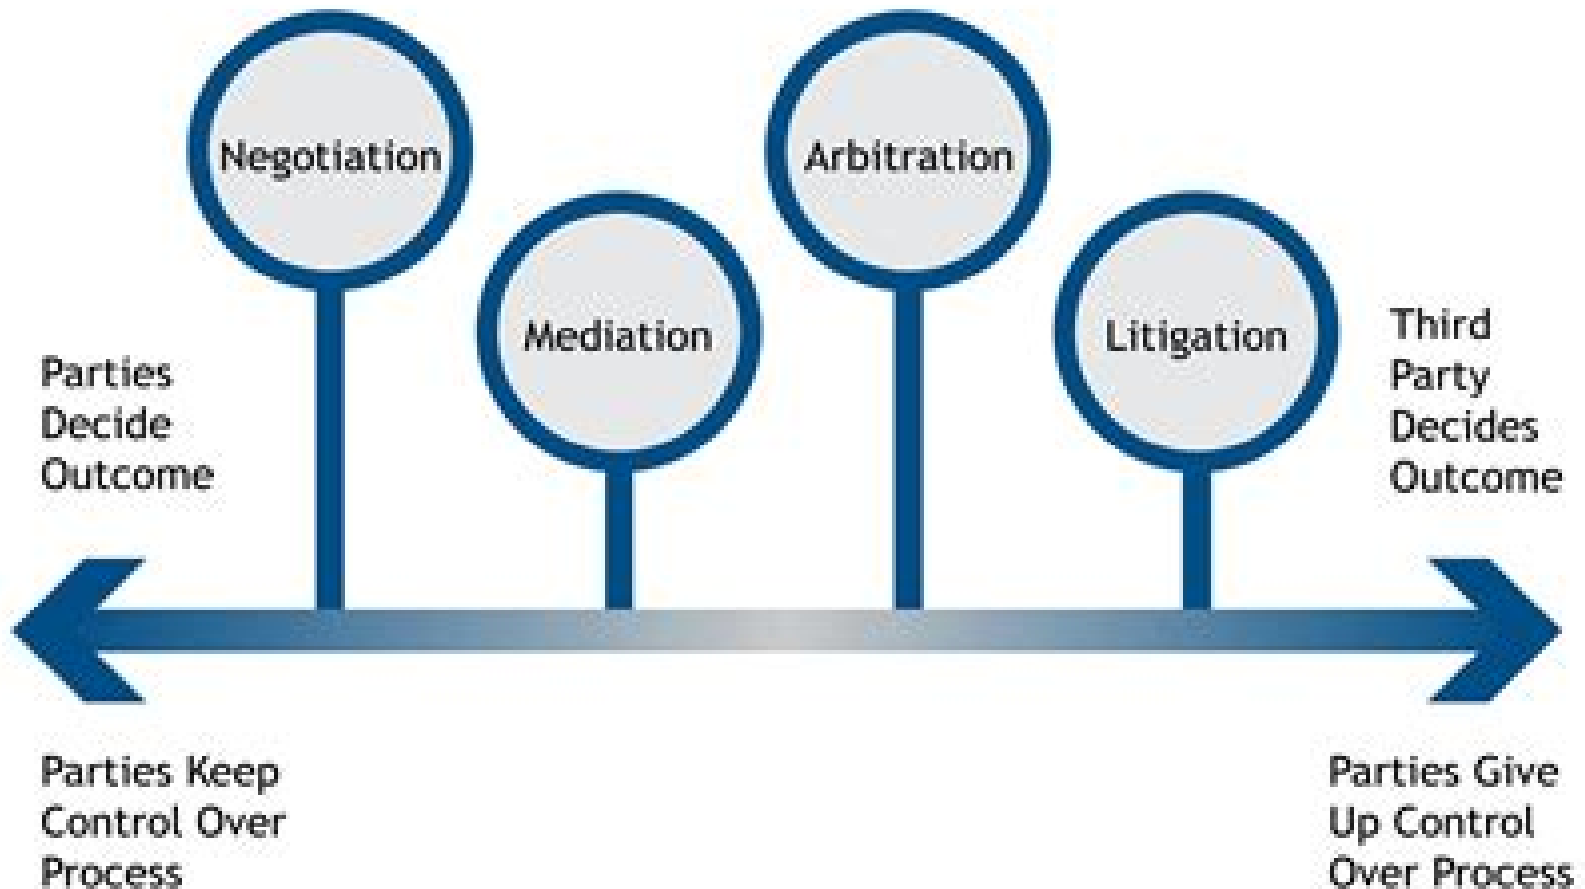 Negotiation
Arbitration
Mediation
Litigation
Parties
Decide
Outcome
Third
Party
Decides
Outcome
Parties Keep
Control Over
Process
Parties Give
Up Control
Over Process